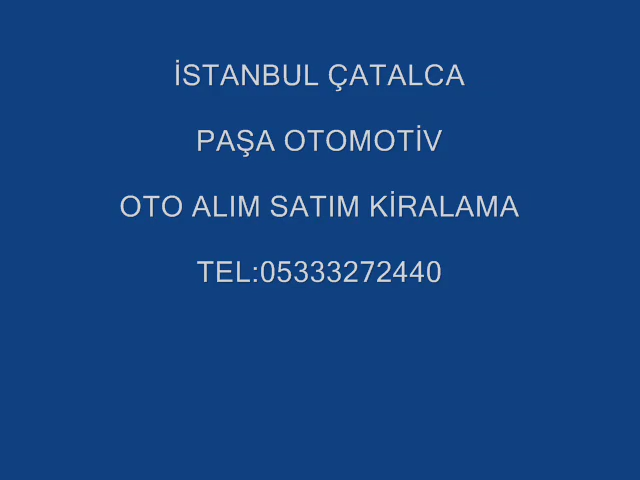 İSTANBUL ÇATALCA
PAŞA OTOMOTİV
OTO ALIM SATIM KİRALAMA
TEL:05333272440